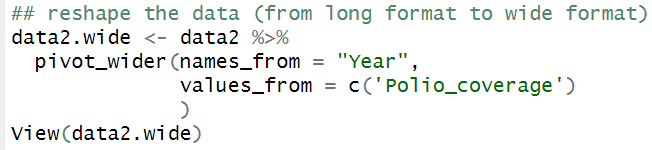 ## reshape the data (from long format to wide format)
data2.wide <- data2 %>%
  pivot_wider(names_from = "Year",
              values_from = c('Polio_coverage')
              )
View(data2.wide)